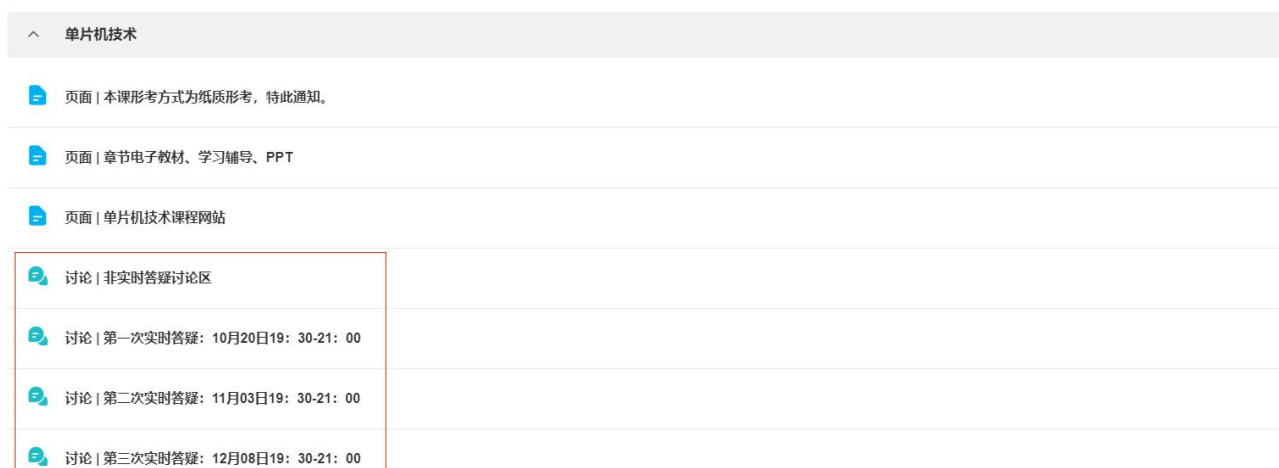 单片机技术
页面 | 本课形考方式为纸质形考，特此通知。
页面 | 章节电子教材、学习辅导、PPT
页面 | 单片机技术课程网站
讨论 | 非实时答疑讨论区
讨论 | 第一次实时答疑：10月20日19：30-21：00
讨论 | 第二次实时答疑：11月03日19：30-21：00
讨论 | 第三次实时答疑：12月08日19：30-21：00